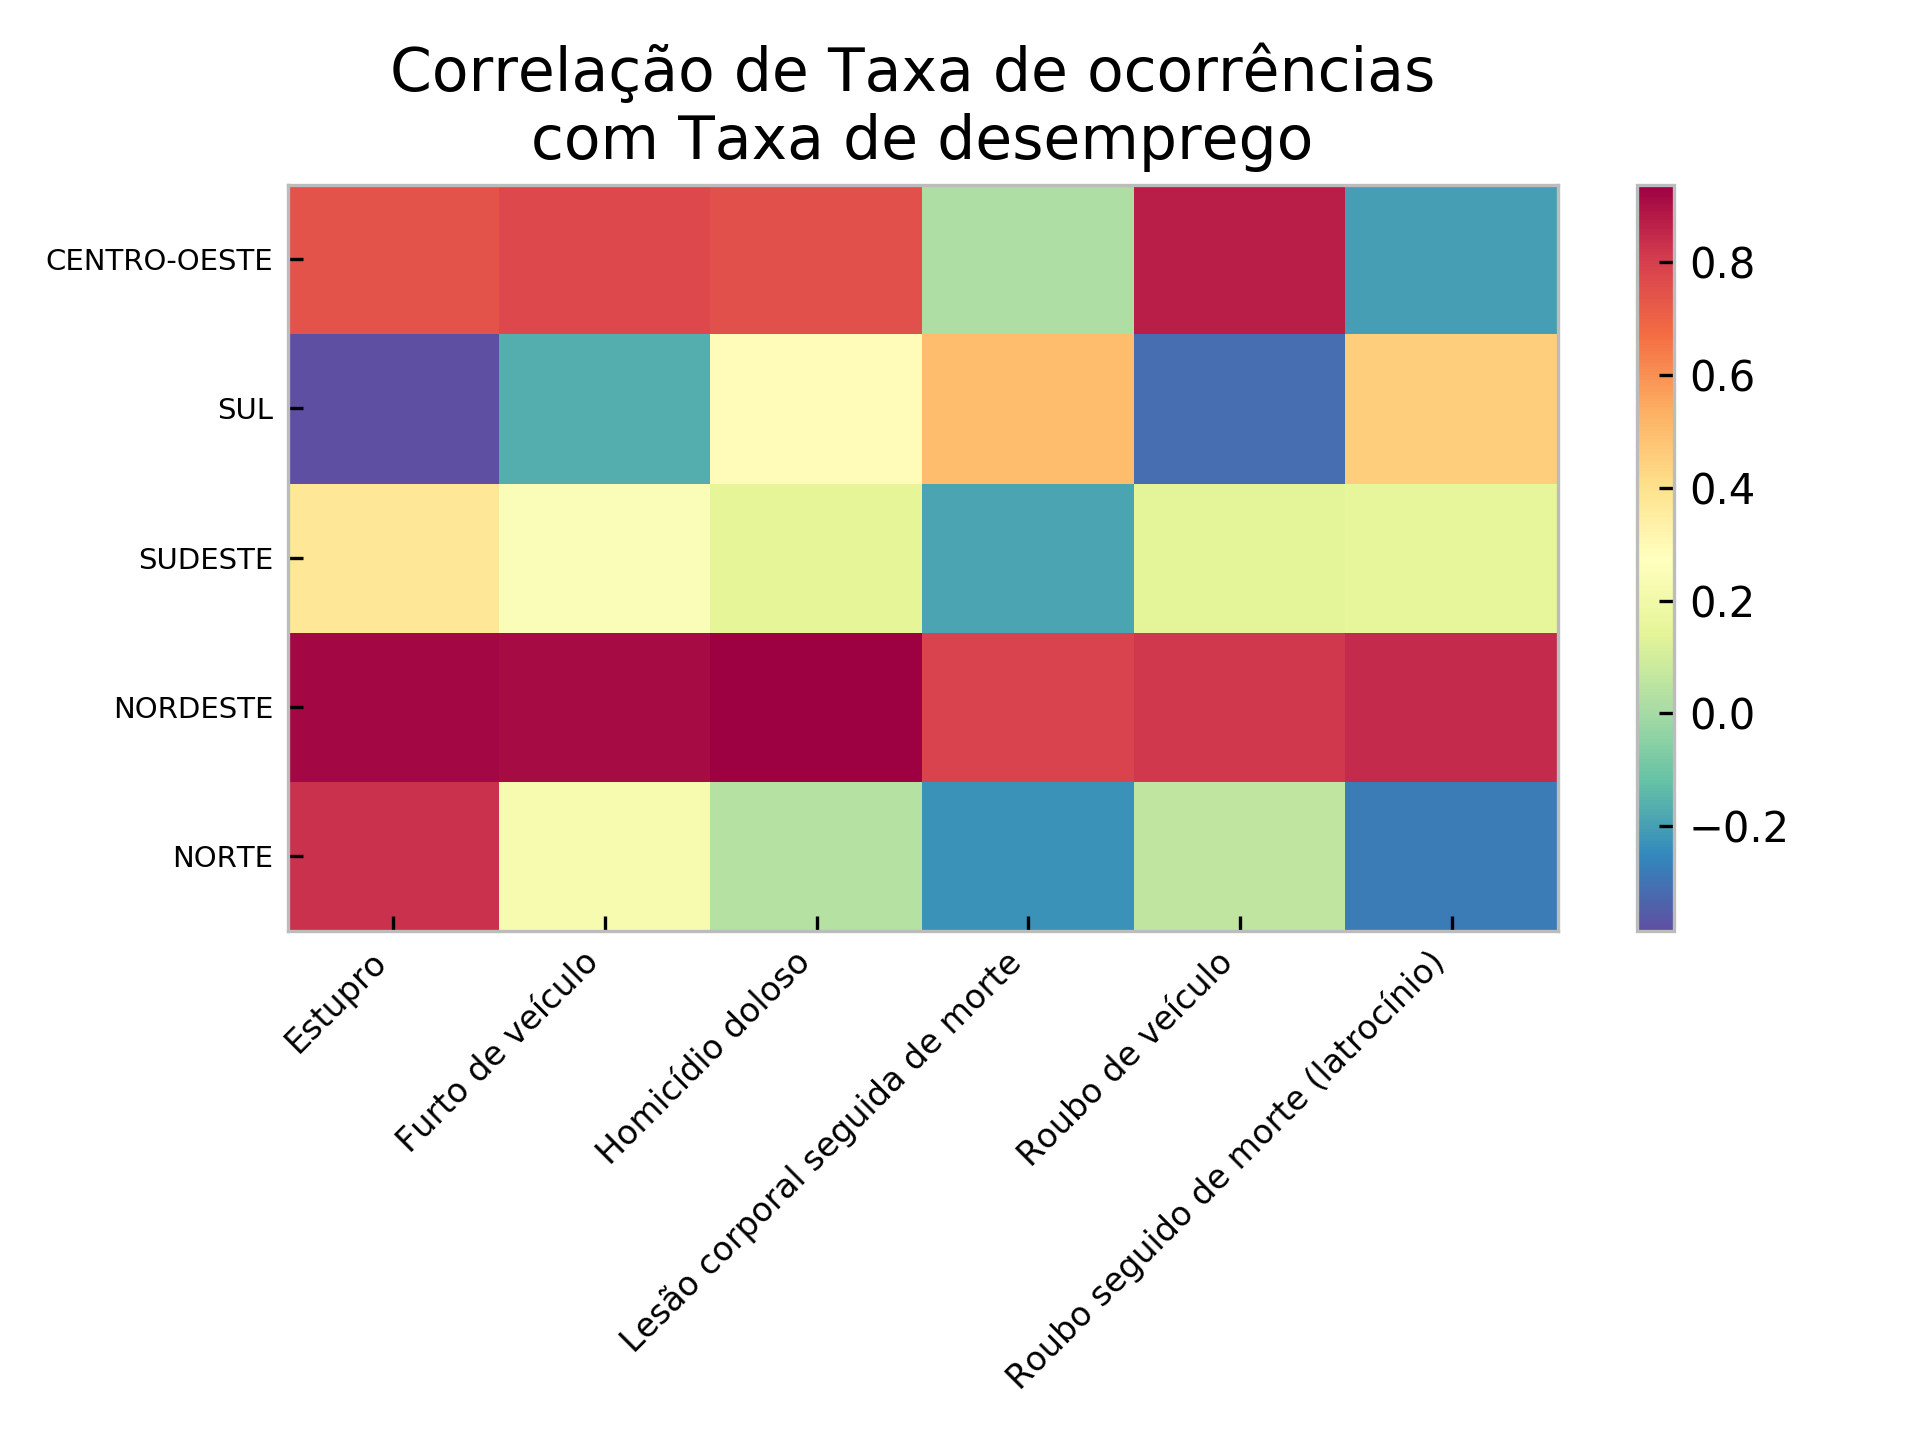 Correlação de Taxa de ocorrências
com Taxa de desemprego
CENTRO-OESTE
SUL
SUDESTE
NORDESTE
NORTE
Estupro
Furto de veículo
Homicídio doloso
Lesão corporal seguida de morte
Roubo de veículo
Roubo seguido de morte (latrocínio)
0.8
0.6
0.4
0.2
0.0
−0.2